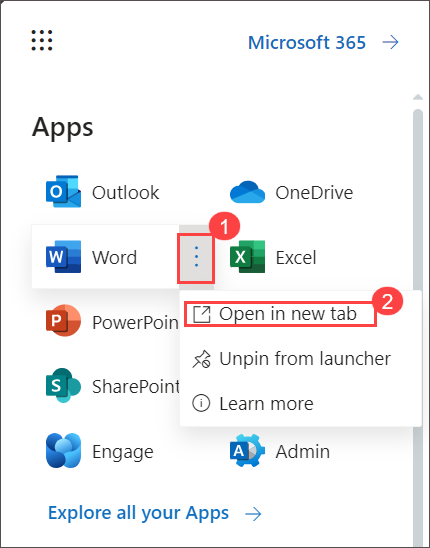 Microsoft 365
Apps
Outlook
OneDrive
1
Word
Excel
2
Open in new tab
PowerPoin
Unpin from launcher
SharePoint
Learn more
Engage
Admin
Explore all your Apps